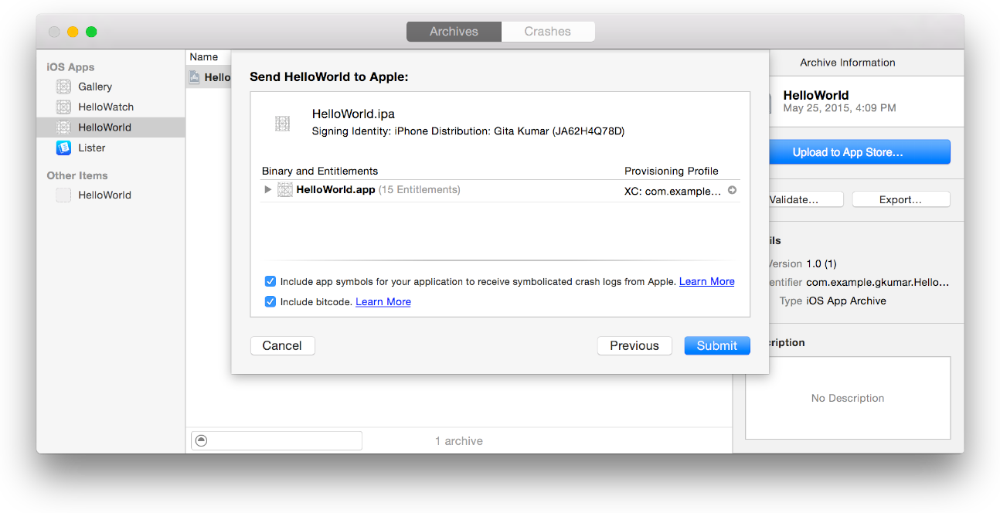 Archives
Crashes
iOS Apps
Gallery
HelloWatch
HelloWorld
Lister
Other Items
HelloWorld
Name
Hello
Send HelloWorld to Apple:
HelloWorld.ipa
Signing Identity: iPhone Distribution: Gita Kumar (JA62H4Q78D)
Binary and Entitlements
Provisioning Profile
HelloWorld.app (15 Entitlements)
XC: com.example...
Include app symbols for your application to receive symbolicated crash logs from Apple. Learn More
Include bitcode. Learn More
Cancel
Previous
Submit
1 archive
Archive Information
HelloWorld
May 25, 2015, 4:09 PM
Upload to App Store...
Validate...
Export...
ils
Version 1.0 (1)
entifier com.example.gkumar.Hello...
Type iOS App Archive
cription
No Description